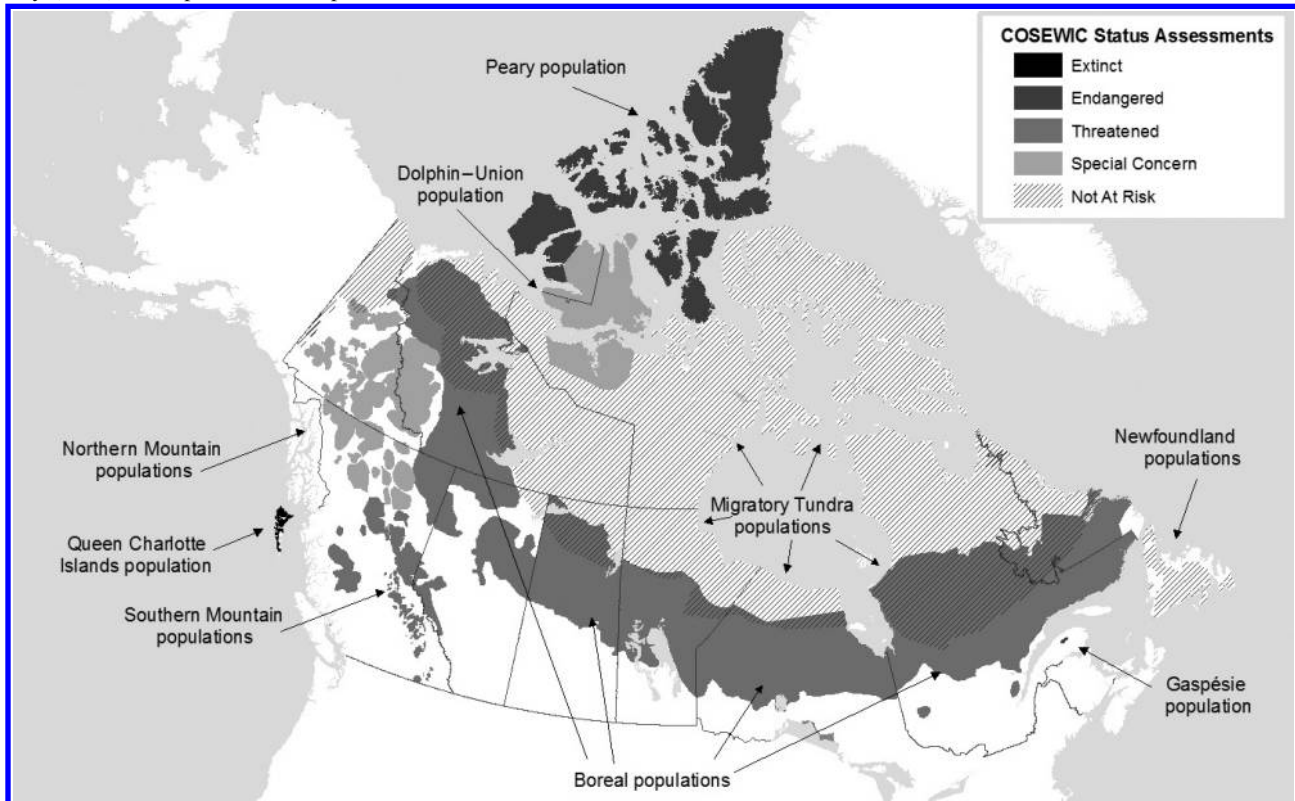 COSEWIC Status Assessments
Extinct
Endangered
Threatened
Special Concern
Not At Risk
Peary population
Dolphin–Union
population
Northern Mountain
populations
Queen Charlotte
Islands population
Southern Mountain
populations
Migratory Tundra
populations
Newfoundland
populations
Gaspésie
population
Boreal populations